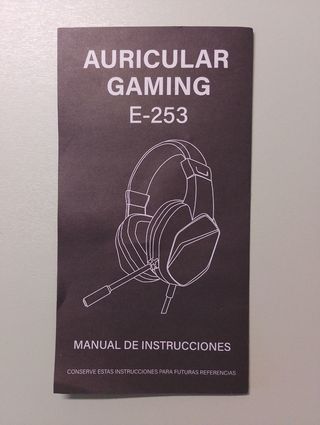 AURICULAR
GAMING
E-253
MANUAL DE INSTRUCCIONES
CONSERVE ESTAS INSTRUCCIONES PARA FUTURAS REFERENCIAS